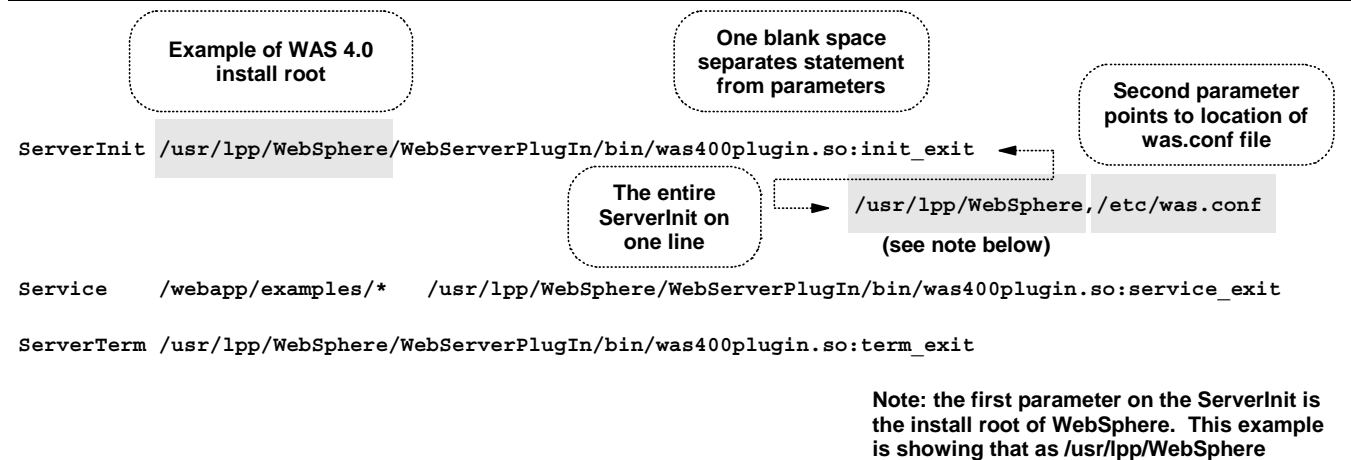 Example of WAS 4.0
install root
One blank space
separates statement
from parameters
Second parameter
points to location of
was.conf file
ServerInit /usr/lpp/WebSphere/WebServerPlugIn/bin/was400plugin.so:init_exit
The entire
ServerInit on
one line
/usr/lpp/WebSphere,/etc/was.conf
(see note below)
Service /webapp/examples/* /usr/lpp/WebSphere/WebServerPlugIn/bin/was400plugin.so:service_exit
ServerTerm /usr/lpp/WebSphere/WebServerPlugIn/bin/was400plugin.so:term_exit
Note: the first parameter on the ServerInit is
the install root of WebSphere. This example
is showing that as /usr/lpp/WebSphere